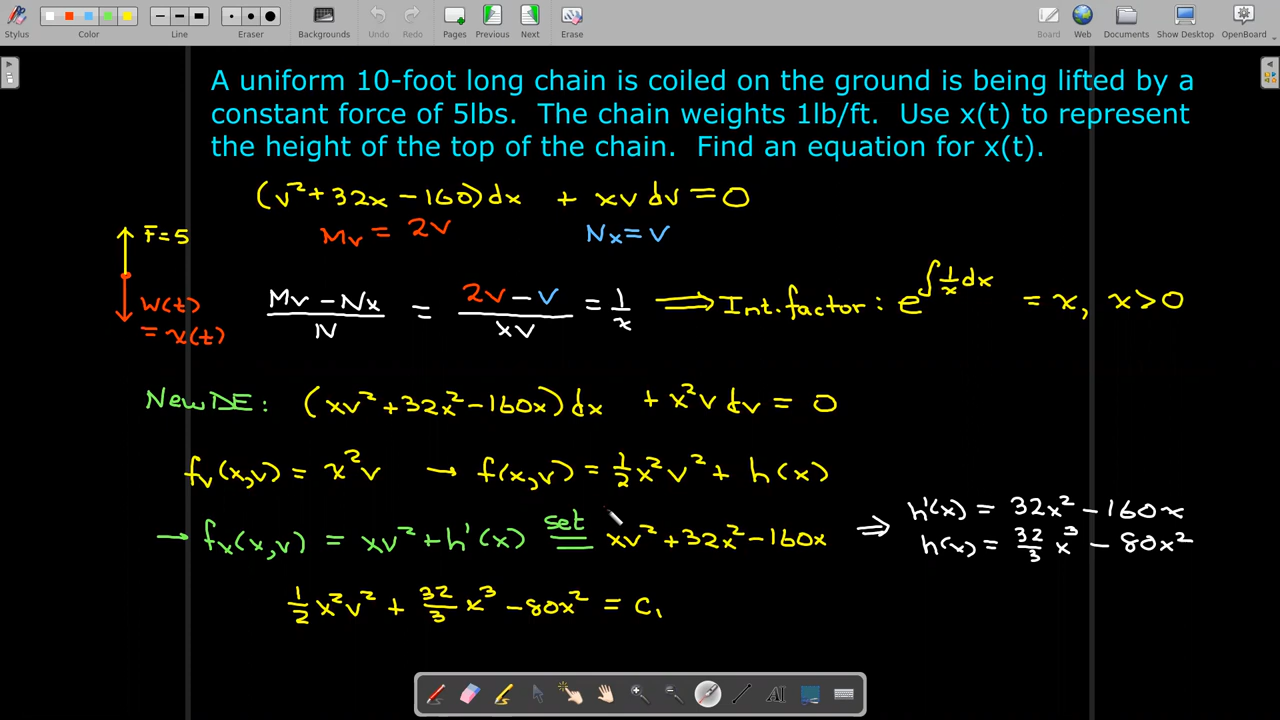 Stylus Color Line Eraser Backgrounds Undo Redo Pages Previous Next Erase Board Web Documents Show Desktop OpenBoard
A uniform 10-foot long chain is coiled on the ground is being lifted by a
constant force of 5lbs. The chain weights 1lb/ft. Use x(t) to represent
the height of the top of the chain. Find an equation for x(t).
(v²+32x−160)dx + xv dv = 0
F=5
Mv = 2v Nx = v
W(t)
= x(t)
(Mv − Nx)/N = (2v − v)/(xv) = 1/x ⟹ Int.factor: e^(∫ 1/x dx) = x, x>0
New DE: (xv²+32x²−160x)dx + x²v dv = 0
fv(x,v) = x²v → f(x,v) = 1/2 x²v² + h(x)
→ fx(x,v) = xv² + h'(x) set = xv²+32x²−160x ⟹ h'(x) = 32x² − 160x
h(x) = 32/3 x³ − 80x²
1/2 x²v² + 32/3 x³ − 80x² = C₁
AI